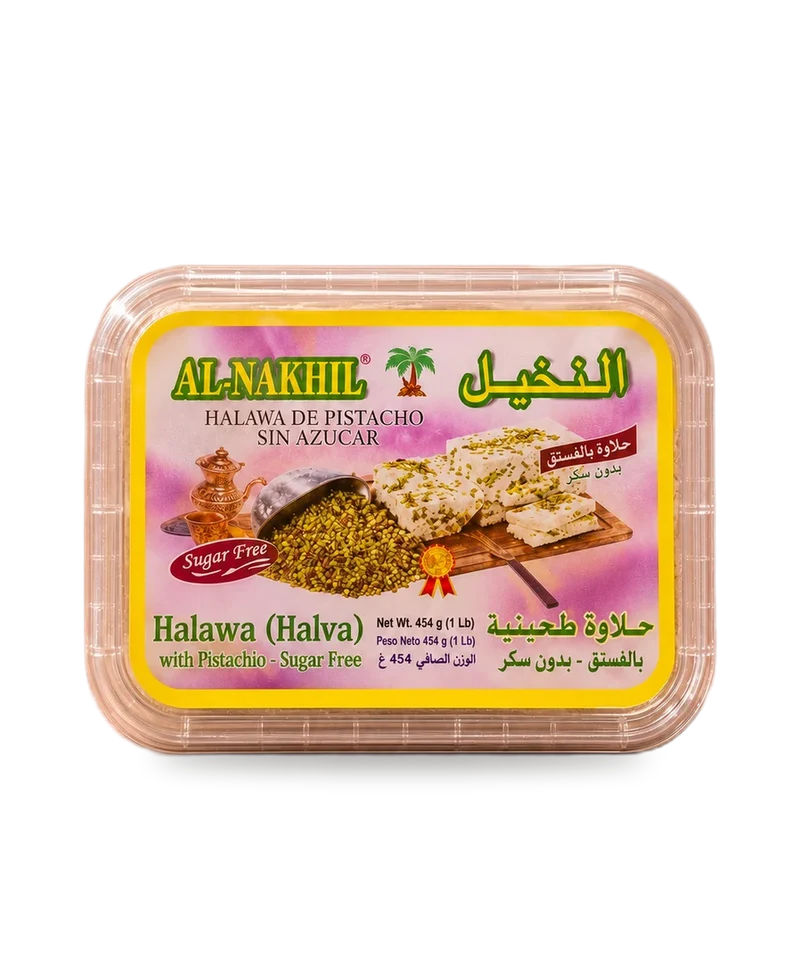 AL-NAKHIL®
النخيل
HALAWA DE PISTACHO
SIN AZUCAR
حلاوة بالفستق
بدون سكر
Sugar Free
Halawa (Halva)
with Pistachio - Sugar Free
Net Wt. 454 g (1 Lb)
Peso Neto 454 g (1 Lb)
الوزن الصافي 454 غ
حلاوة طحينية
بالفستق - بدون سكر